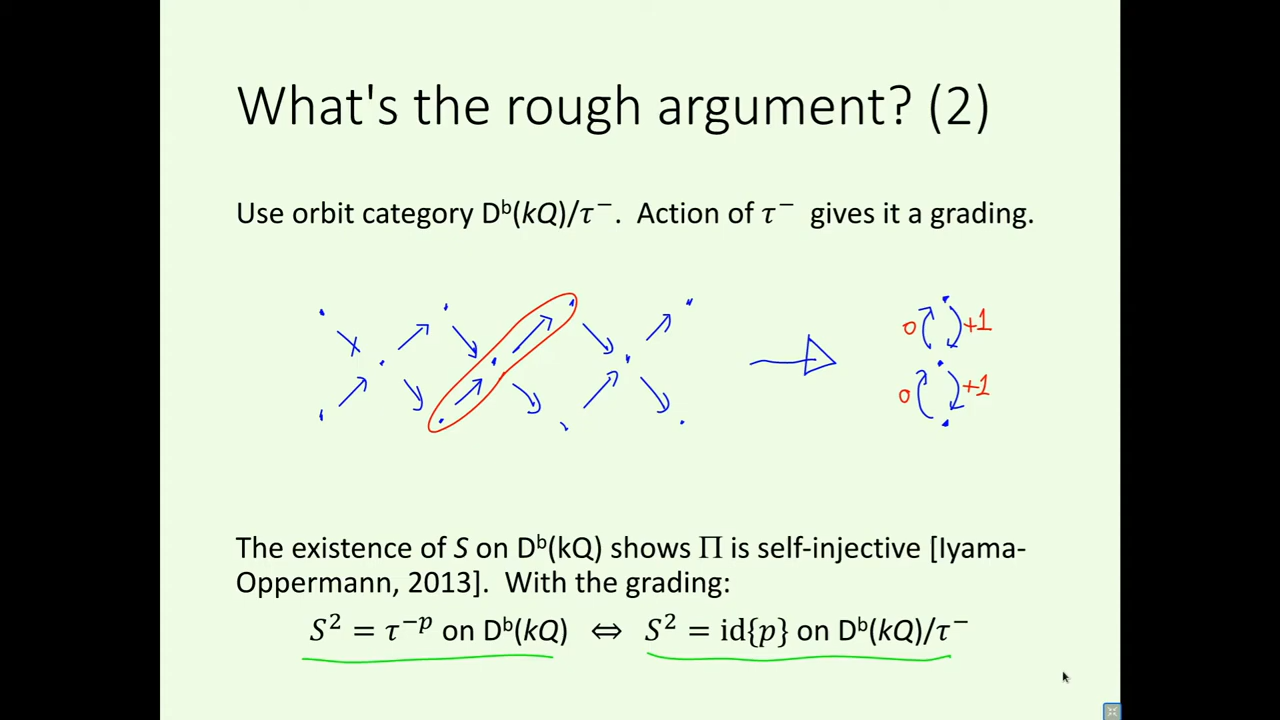 What's the rough argument? (2)
Use orbit category Dᵇ(kQ)/τ⁻. Action of τ⁻ gives it a grading.
0 +1
0 +1
The existence of S on Dᵇ(kQ) shows Π is self-injective [Iyama-
Oppermann, 2013]. With the grading:
S² = τ⁻ᵖ on Dᵇ(kQ) ⇔ S² = id{p} on Dᵇ(kQ)/τ⁻